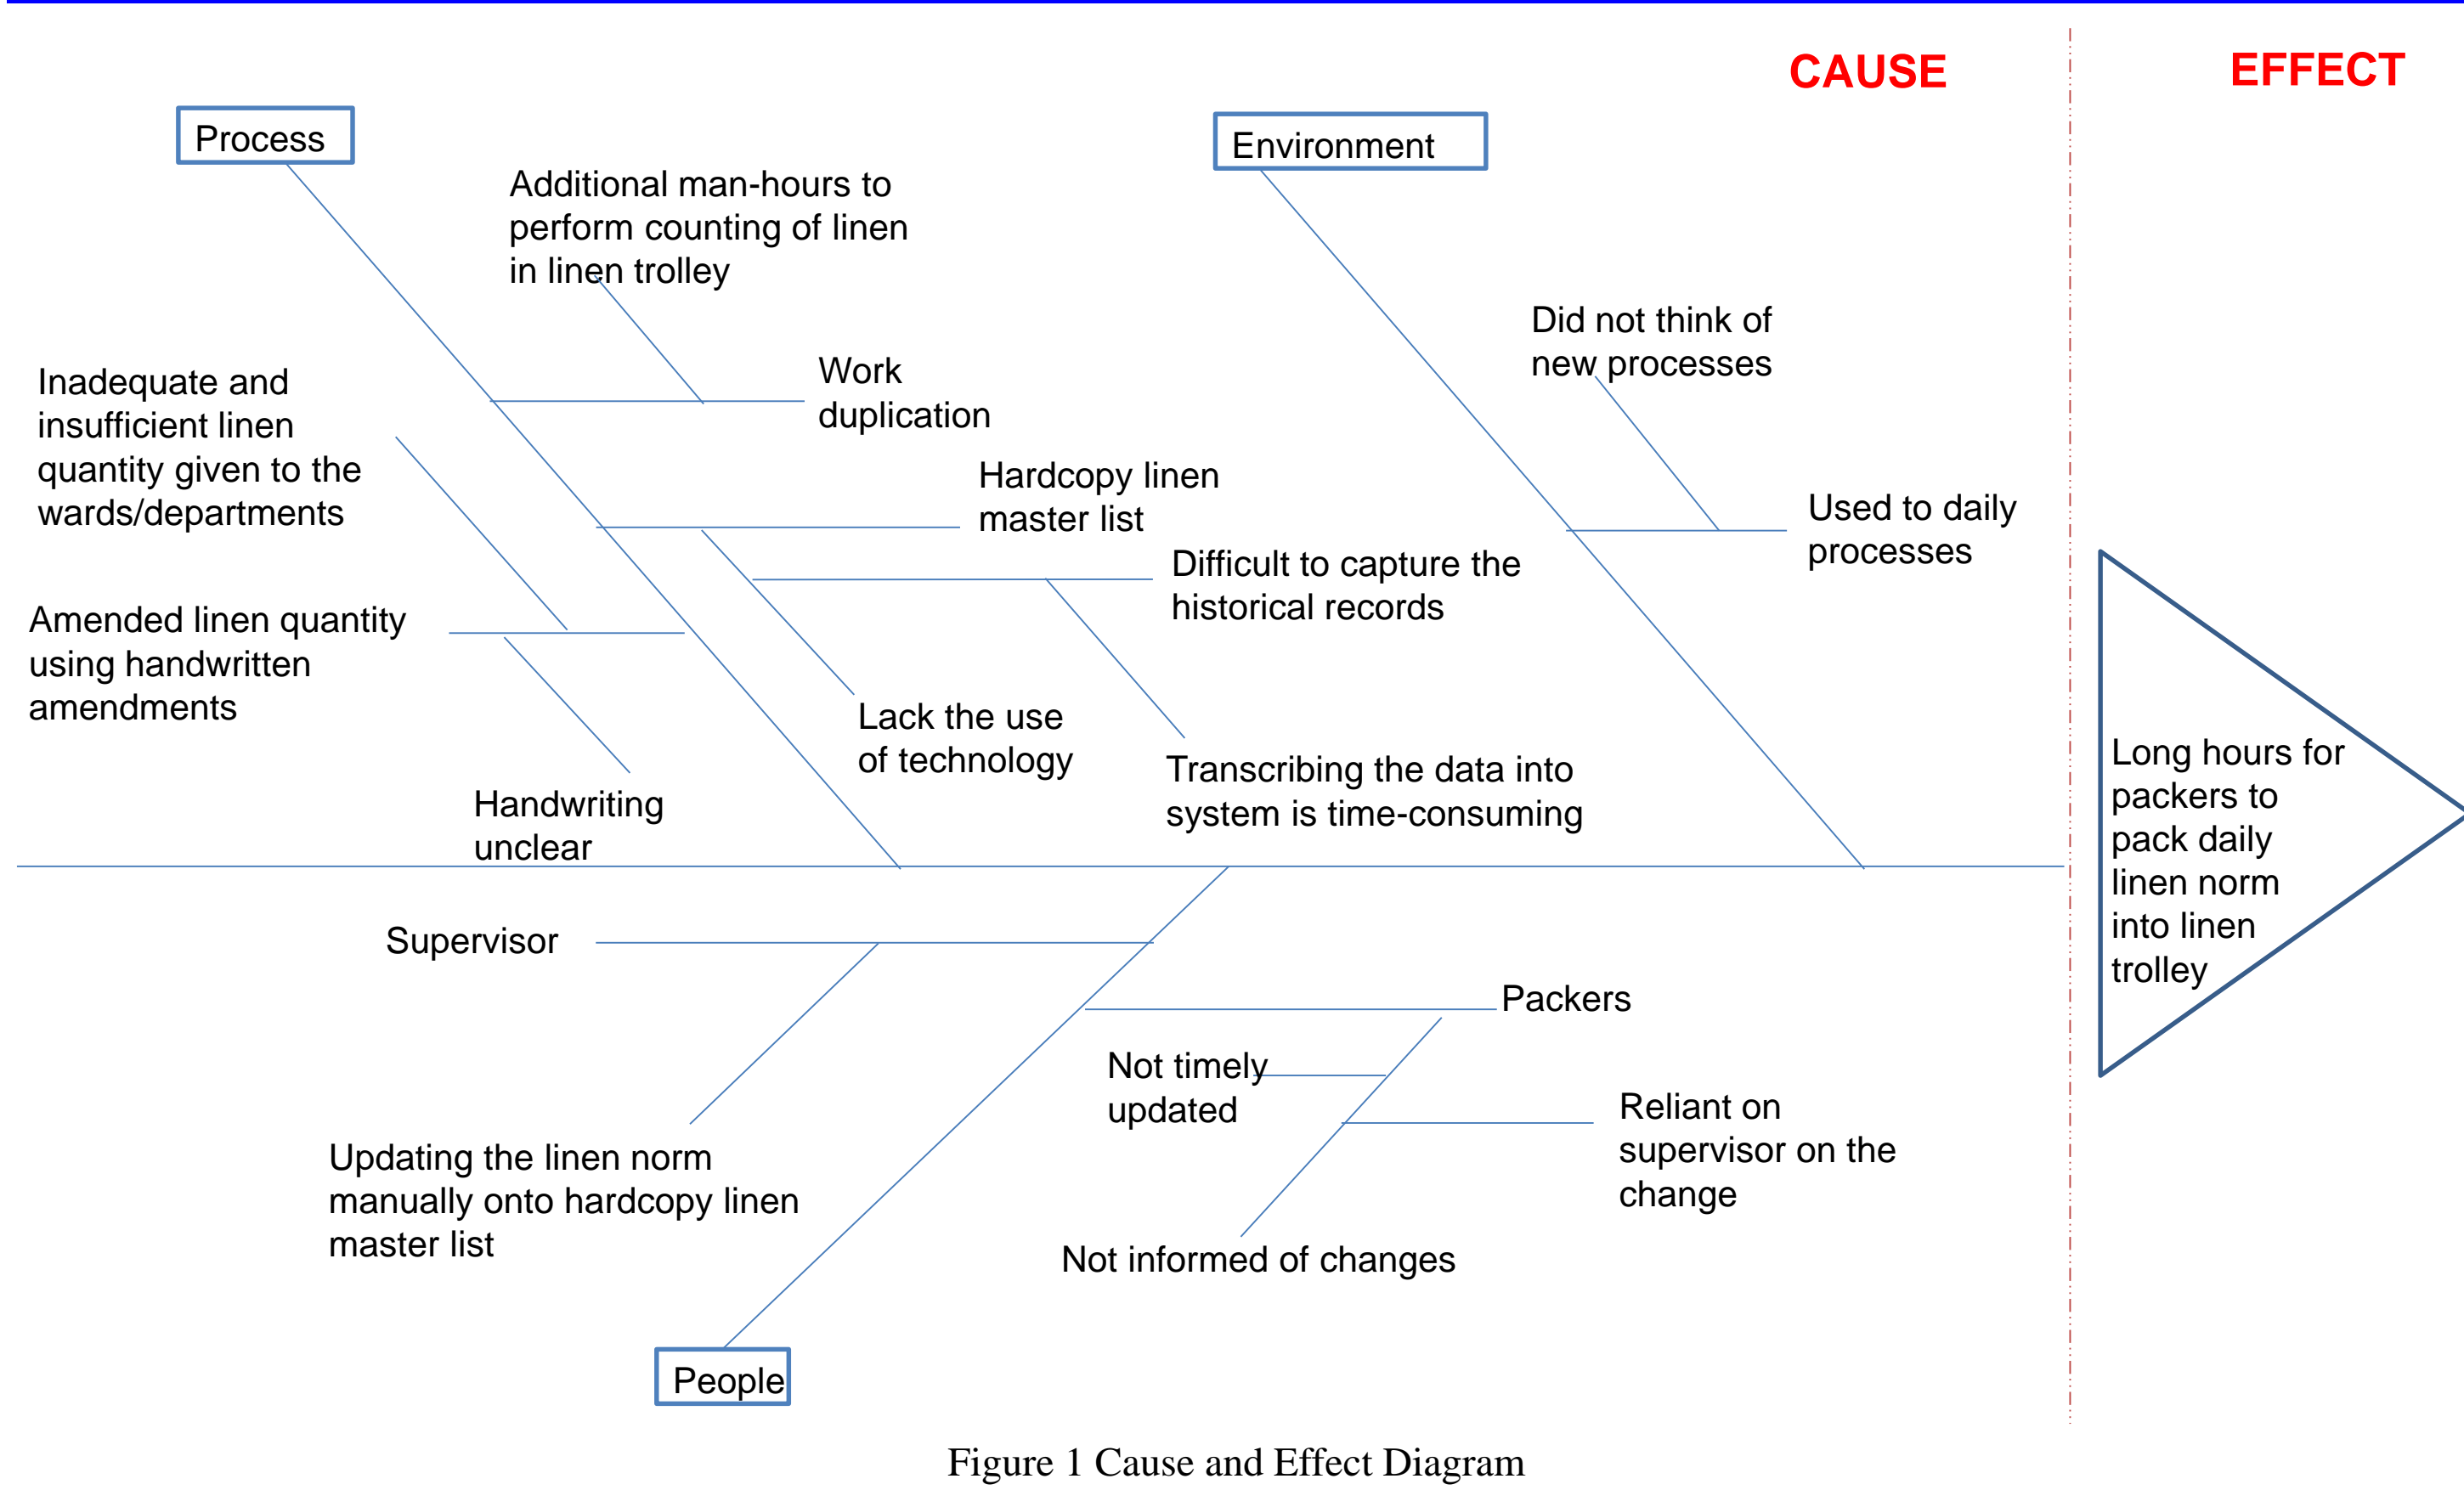 CAUSE
EFFECT
Process
Environment
Additional man-hours to
perform counting of linen
in linen trolley
Did not think of
new processes
Work
duplication
Inadequate and
insufficient linen
quantity given to the
wards/departments
Hardcopy linen
master list
Used to daily
processes
Difficult to capture the
historical records
Amended linen quantity
using handwritten
amendments
Lack the use
of technology
Transcribing the data into
system is time-consuming
Handwriting
unclear
Long hours for
packers to
pack daily
linen norm
into linen
trolley
Supervisor
Packers
Not timely
updated
Reliant on
supervisor on the
change
Updating the linen norm
manually onto hardcopy linen
master list
Not informed of changes
People
Figure 1 Cause and Effect Diagram